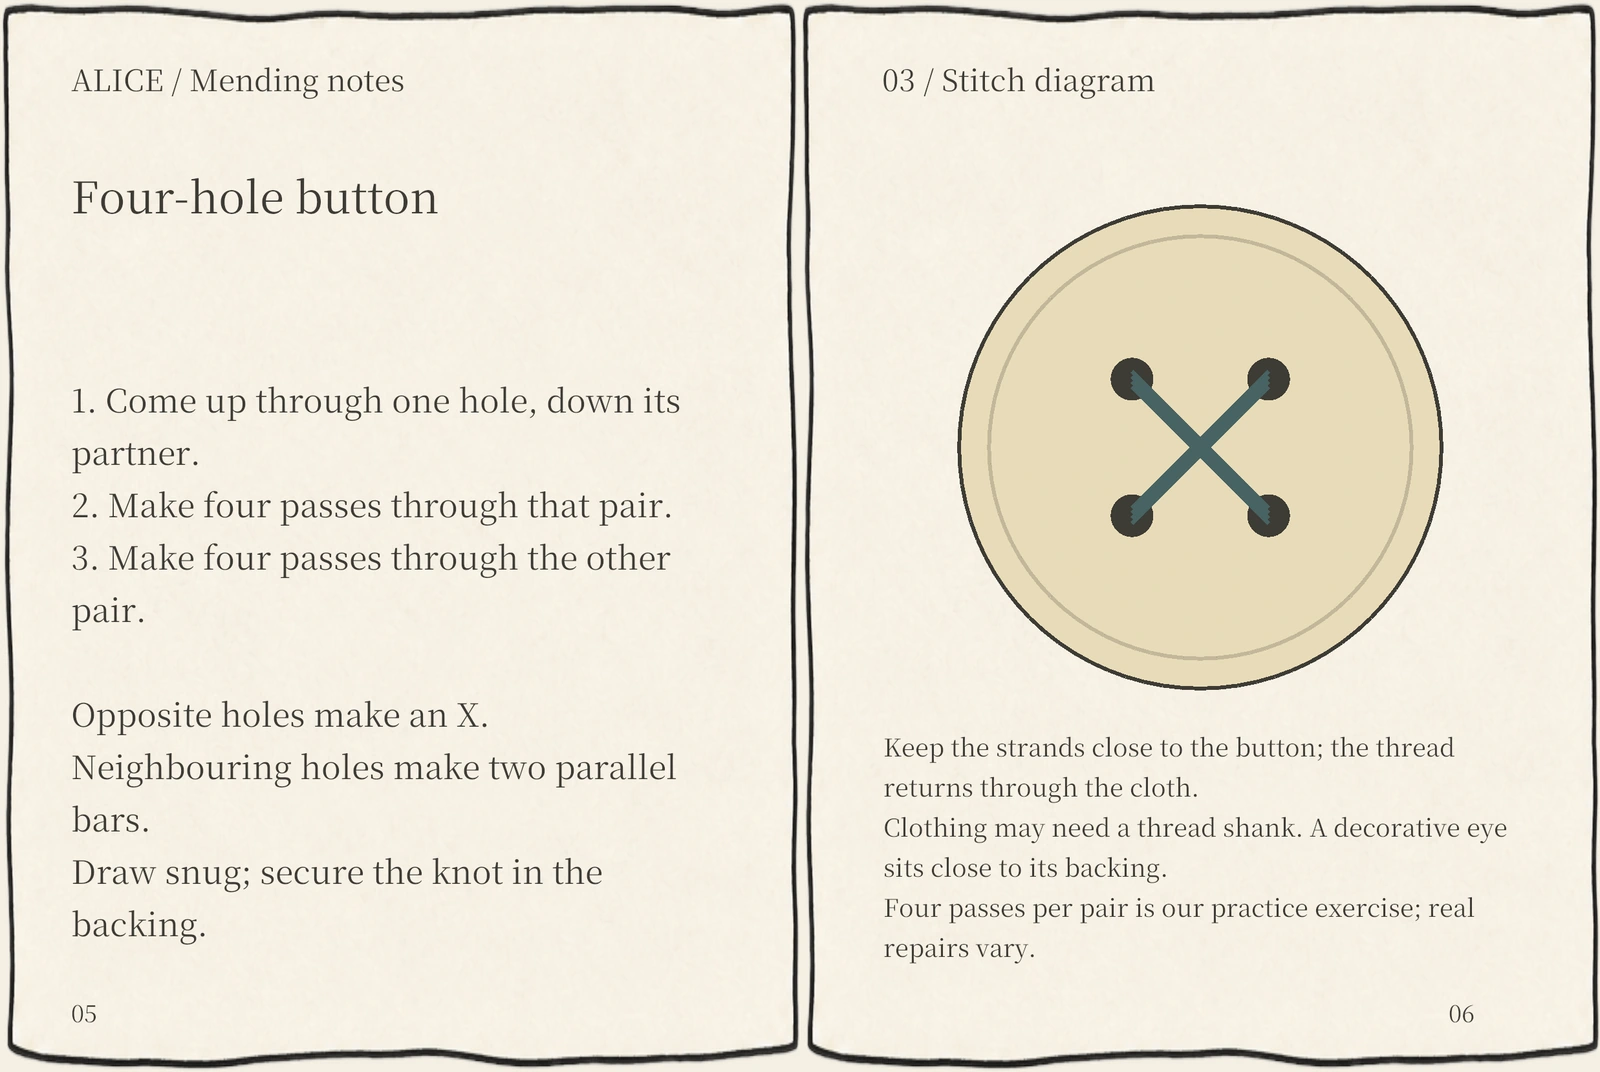 ALICE / Mending notes
Four-hole button
1. Come up through one hole, down its
partner.
2. Make four passes through that pair.
3. Make four passes through the other
pair.
Opposite holes make an X.
Neighbouring holes make two parallel
bars.
Draw snug; secure the knot in the
backing.
05
03 / Stitch diagram
Keep the strands close to the button; the thread
returns through the cloth.
Clothing may need a thread shank. A decorative eye
sits close to its backing.
Four passes per pair is our practice exercise; real
repairs vary.
06